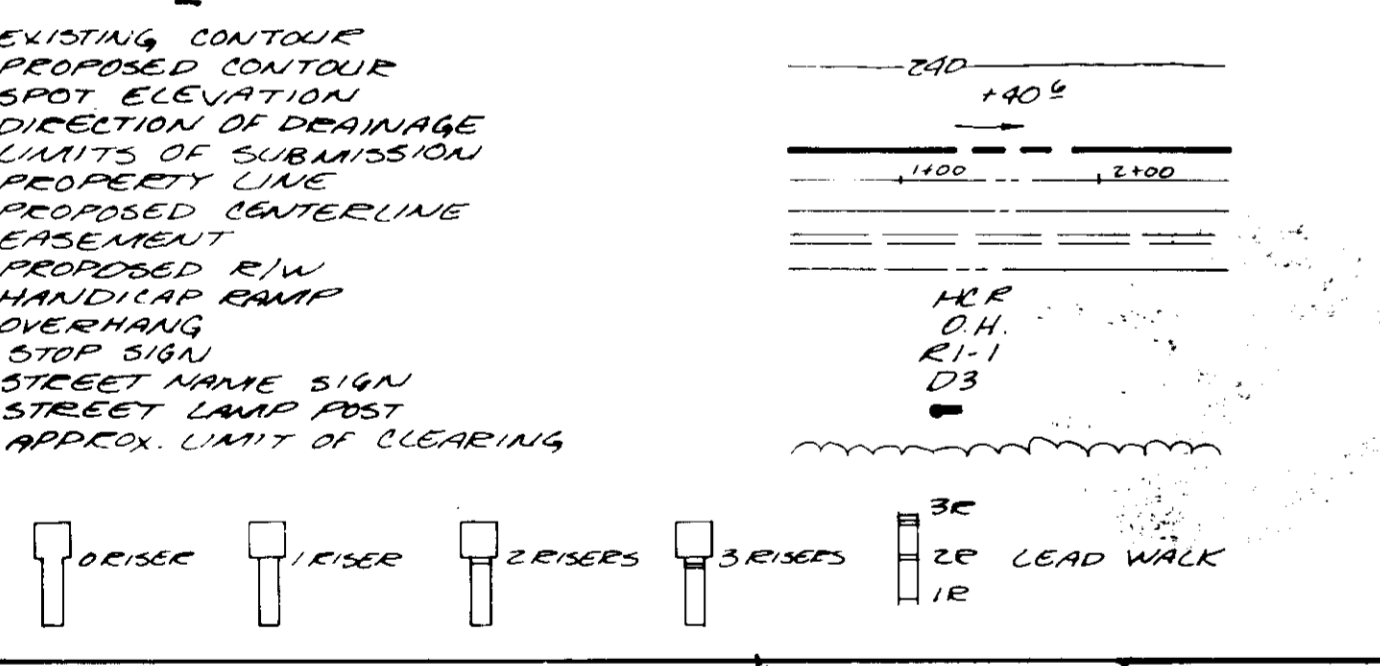 EXISTING CONTOUR
PROPOSED CONTOUR 240
SPOT ELEVATION +40 6
DIRECTION OF DRAINAGE
LIMITS OF SUBMISSION
PROPERTY LINE 1+00 2+00
PROPOSED CENTERLINE
EASEMENT
PROPOSED R/W
HANDICAP RAMP HCR
OVERHANG O.H.
STOP SIGN R1-1
STREET NAME SIGN D3
STREET LAMP POST
APPROX. LIMIT OF CLEARING
3R
0 RISER 1 RISER 2 RISERS 3 RISERS 2R LEAD WALK
1R